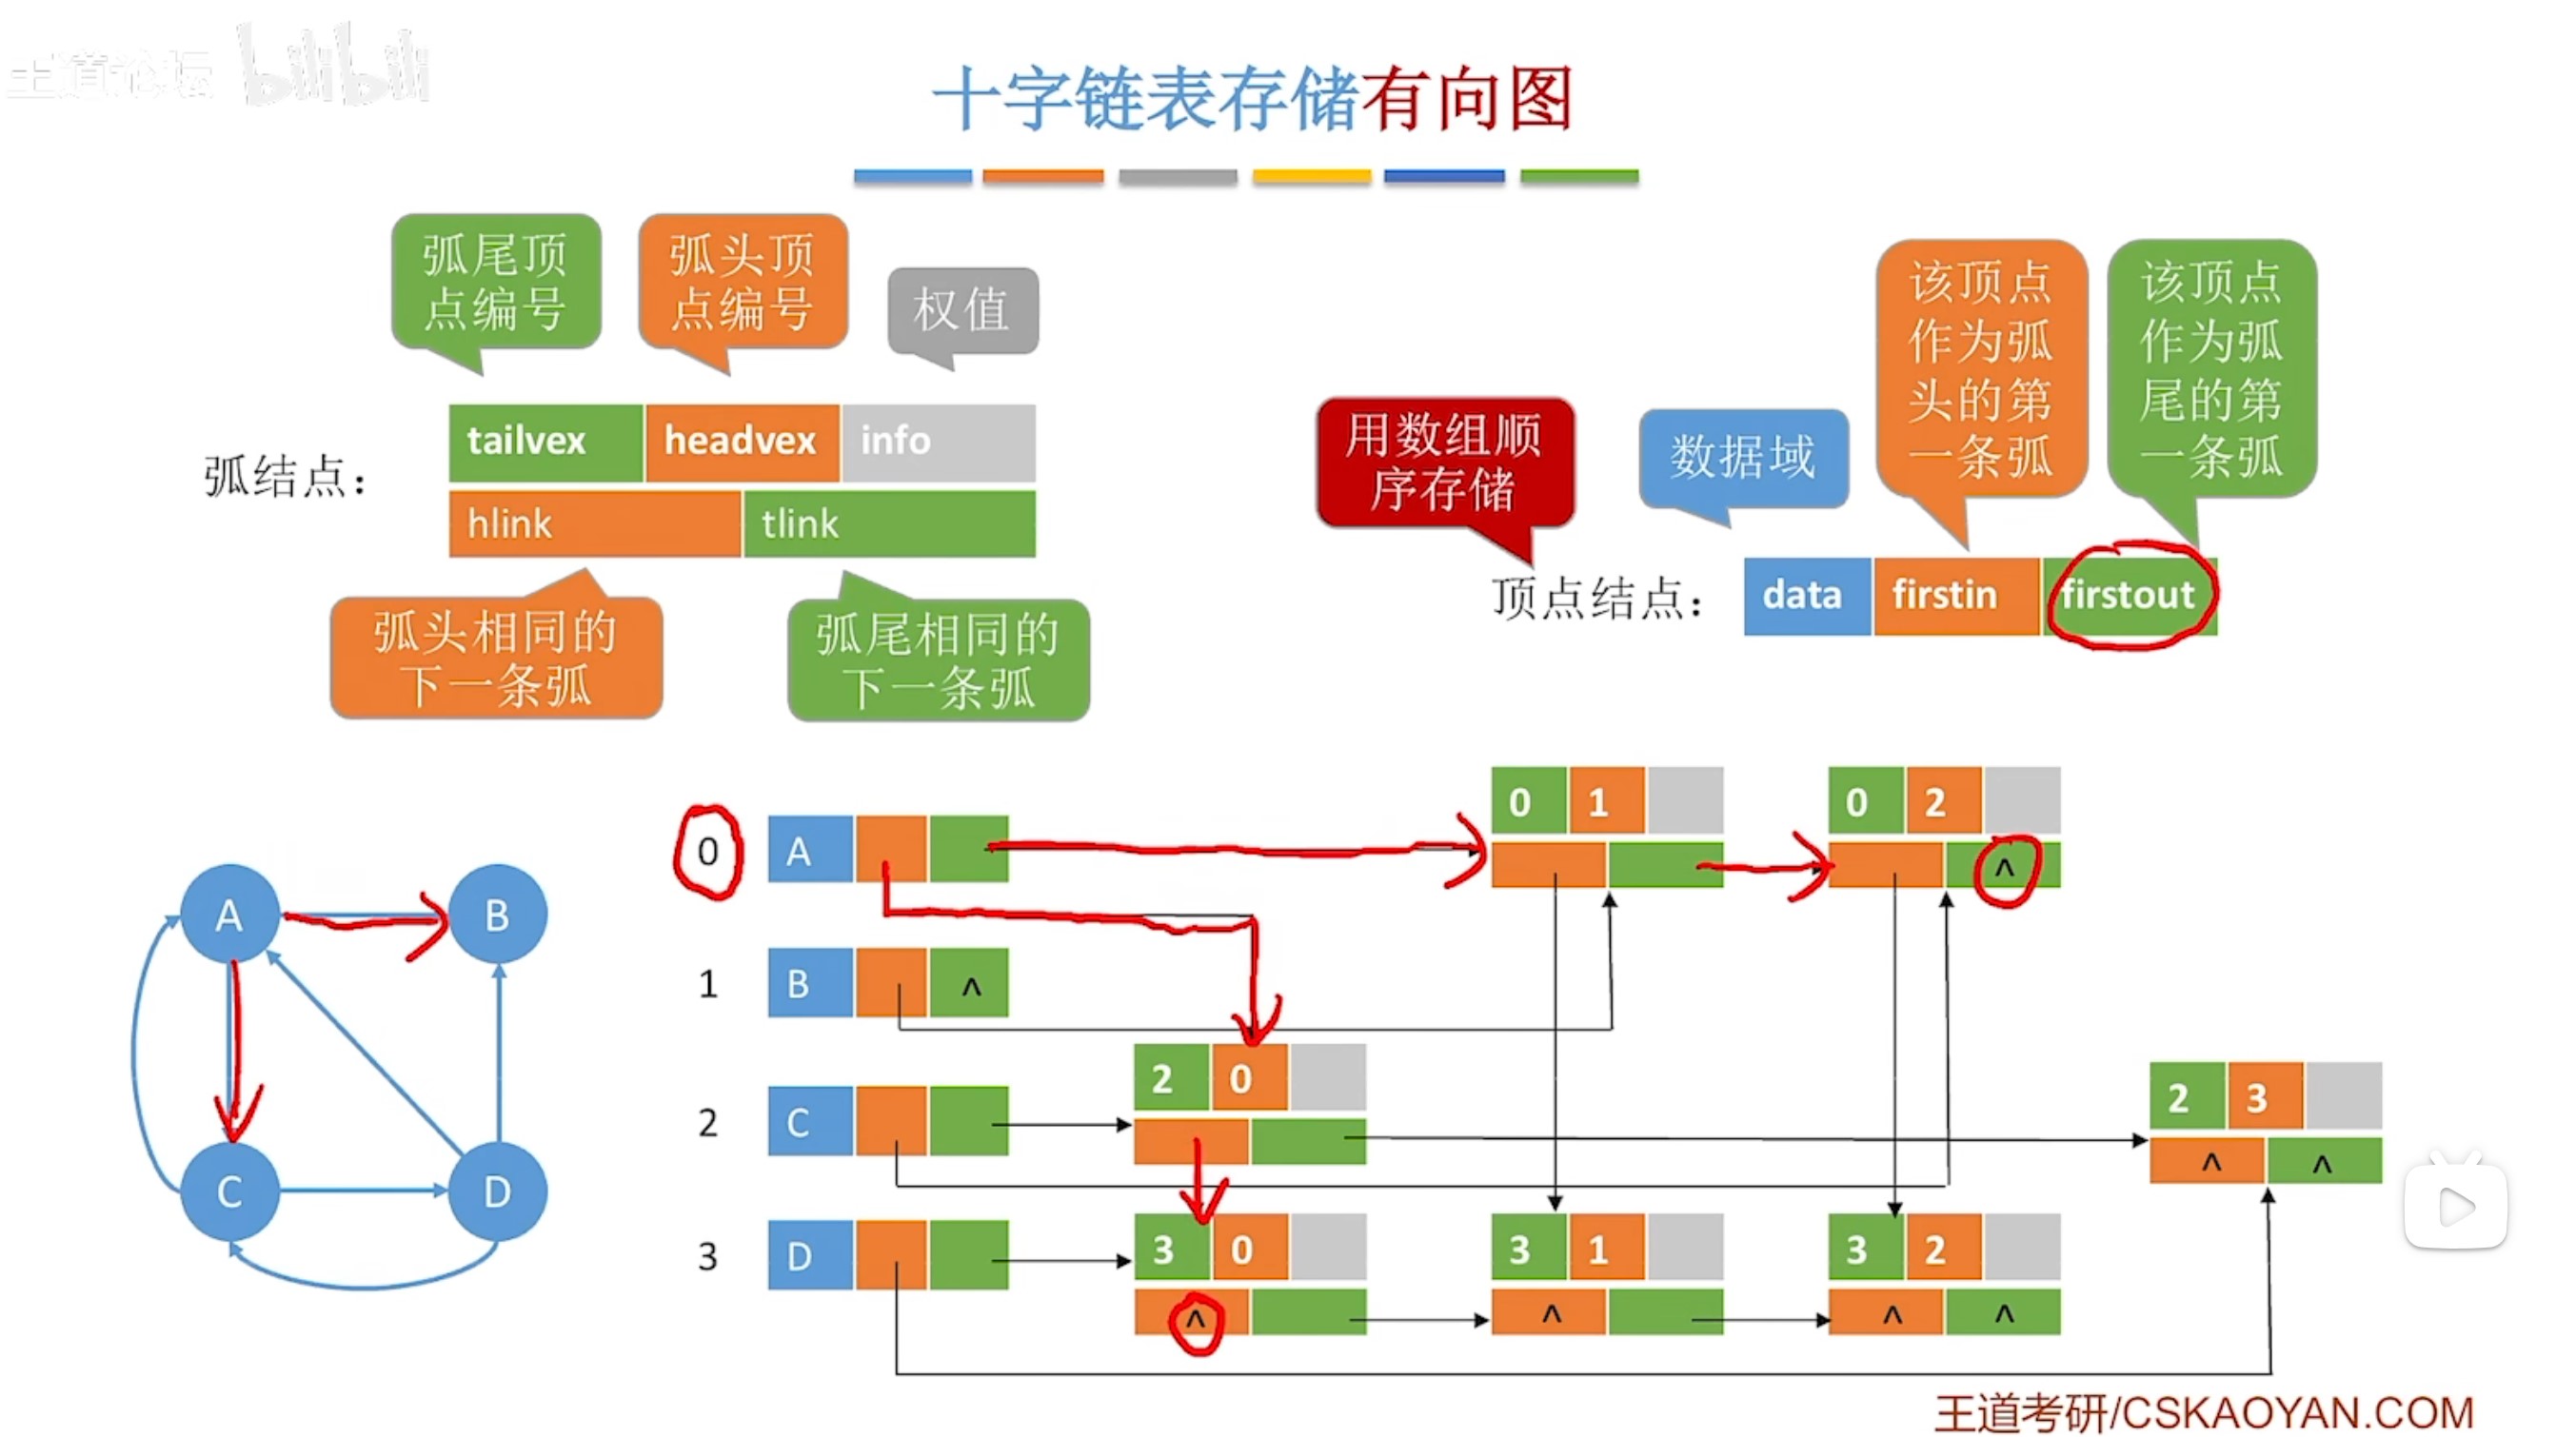 王道论坛 bilibili
十字链表存储有向图
弧尾顶
点编号
弧头顶
点编号
权值
弧结点：
tailvex headvex info
hlink tlink
弧头相同的
下一条弧
弧尾相同的
下一条弧
用数组顺
序存储
数据域
该顶点
作为弧
头的第
一条弧
该顶点
作为弧
尾的第
一条弧
顶点结点：
data firstin firstout
A B
C D
0 A
1 B ^
2 C
3 D
0 1
0 2
^
2 0
2 3
^ ^
3 0
^
3 1
^
3 2
^ ^
王道考研/CSKAOYAN.COM